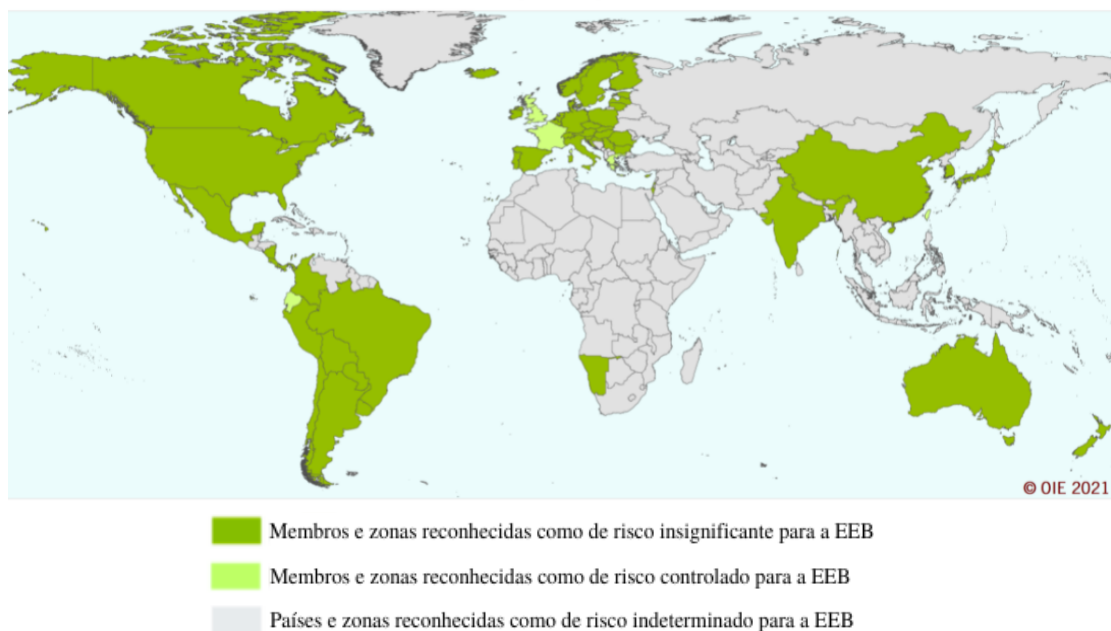 © OIE 2021
Membros e zonas reconhecidas como de risco insignificante para a EEB
Membros e zonas reconhecidas como de risco controlado para a EEB
Países e zonas reconhecidas como de risco indeterminado para a EEB